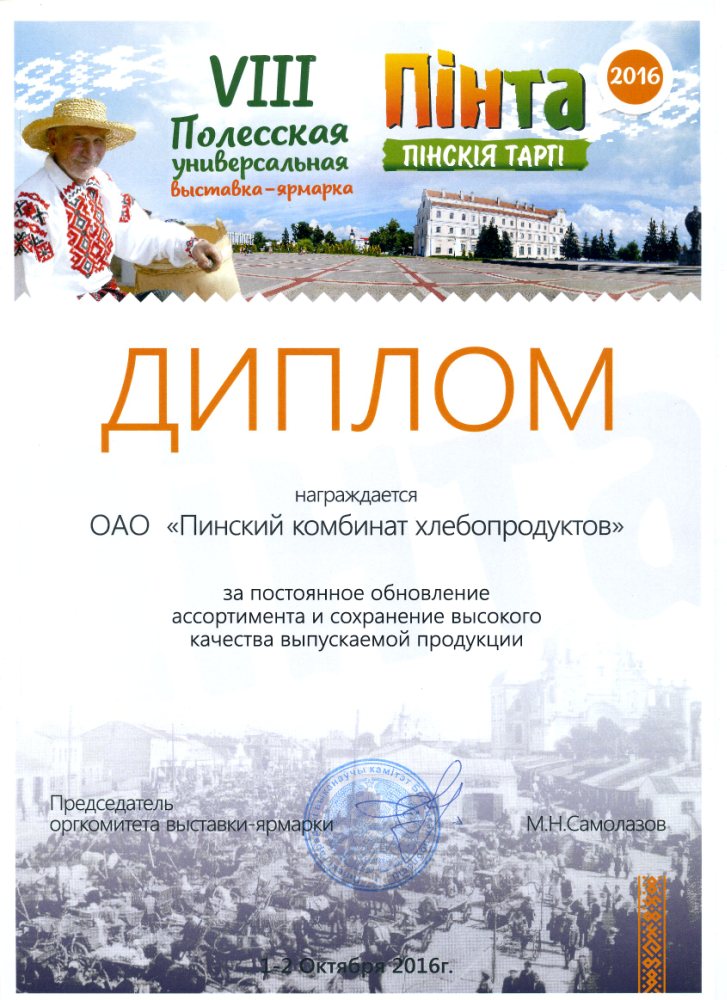 VIII
Полесская
универсальная
выставка-ярмарка
Пінта
2016
ПІНСКІЯ ТАРГІ
ДИПЛОМ
награждается
ОАО «Пинский комбинат хлебопродуктов»
за постоянное обновление
ассортимента и сохранение высокого
качества выпускаемой продукции
Председатель
оргкомитета выставки-ярмарки
М.Н.Самолазов
камітэт
1-2 Октября 2016г.